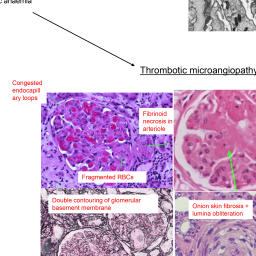 anaemia
Thrombotic microangiopathy
Congested
endocapill
ary loops
Fibrinoid
necrosis in
arteriole
Fragmented RBCs
Double contouring of glomerular
basement membrane
Onion skin fibrosis +
lumina obliteration